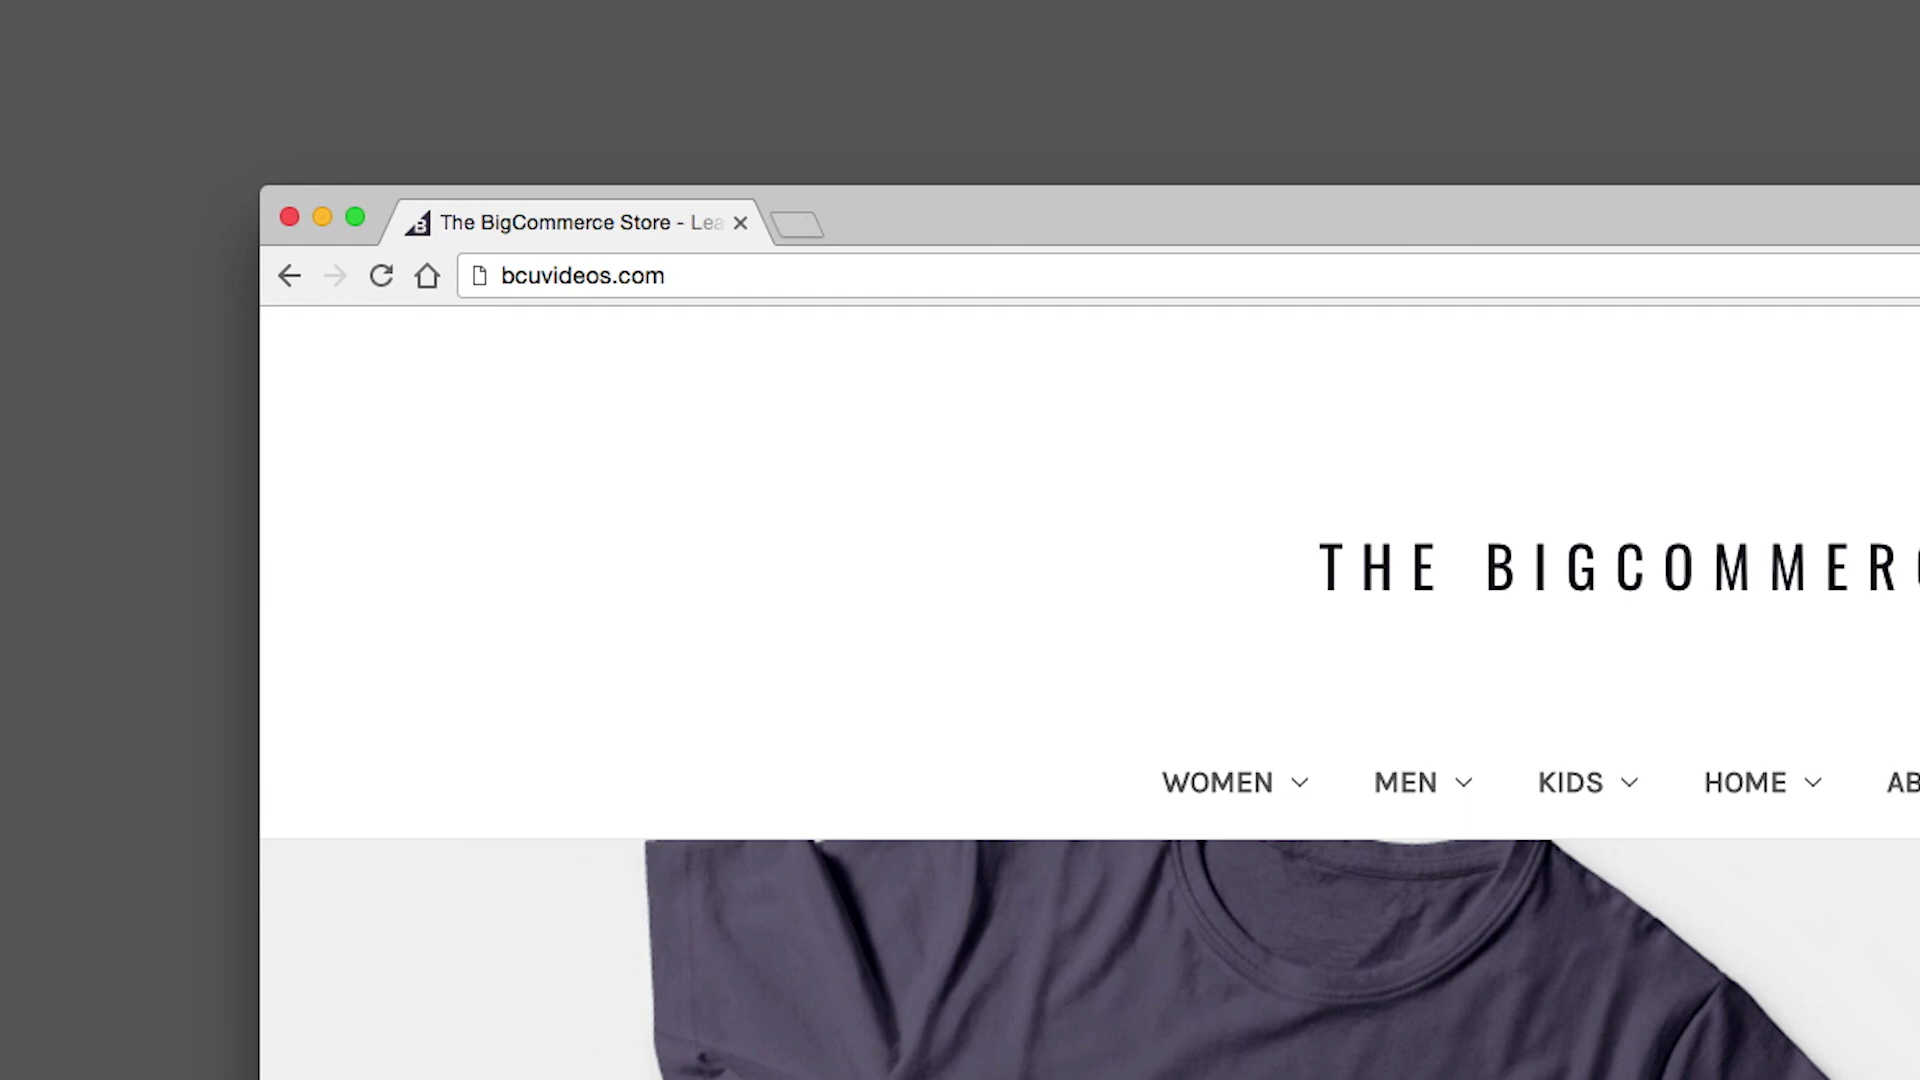 The BigCommerce Store - Lea
bcuvideos.com
THE BIGCOMMER
WOMEN MEN KIDS HOME AB